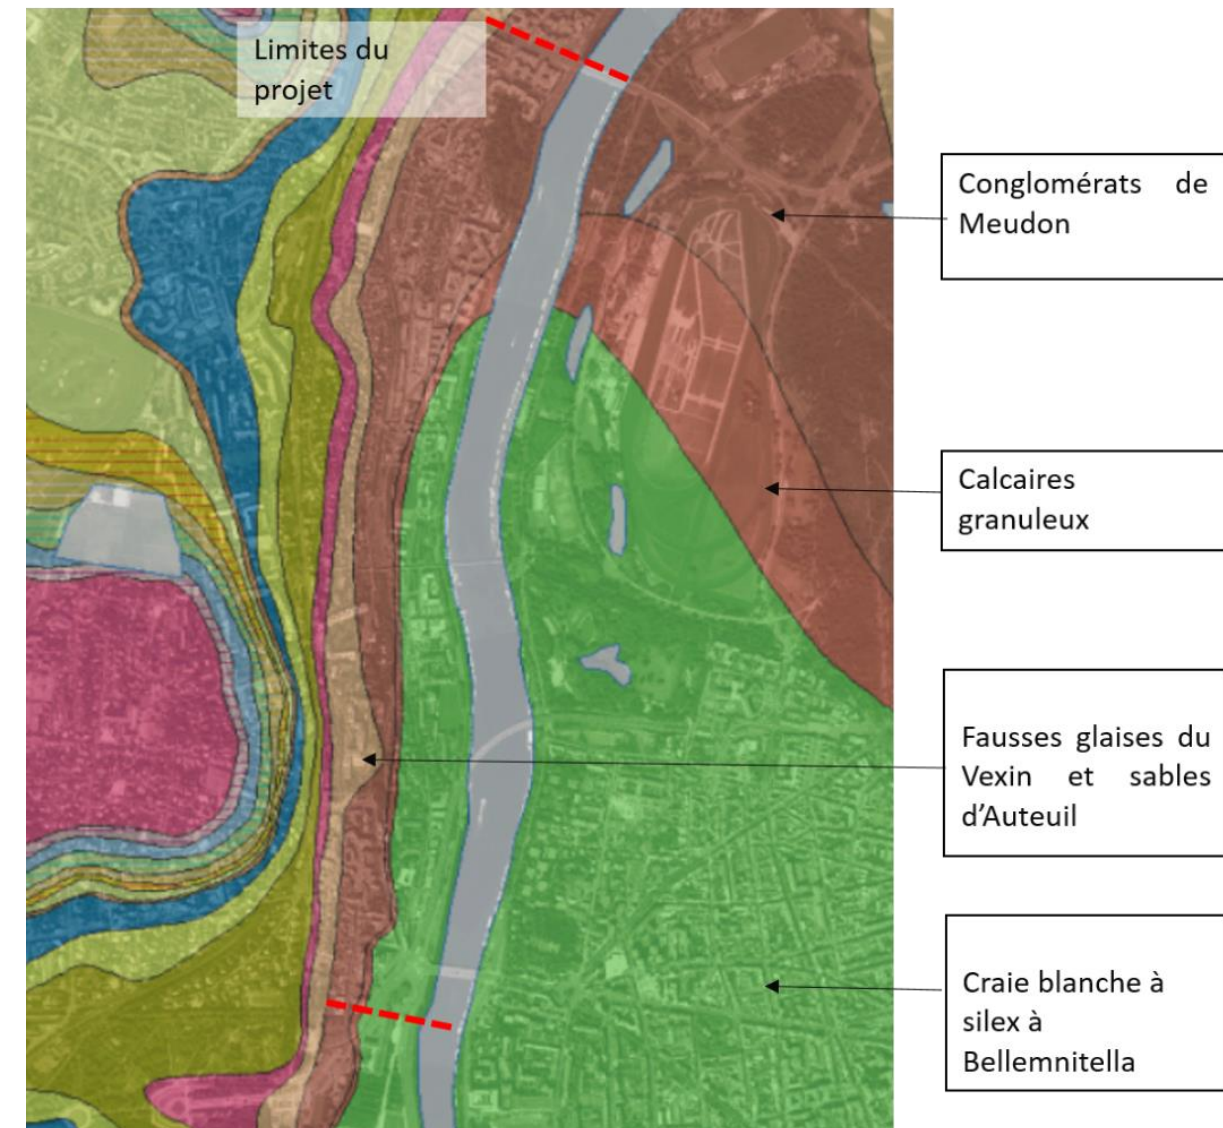 Limites du
projet
Conglomérats de
Meudon
Calcaires
granuleux
Fausses glaises du
Vexin et sables
d'Auteuil
Craie blanche à
silex à
Bellemnitella